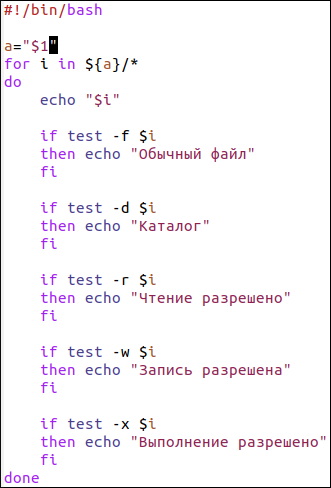 #!/bin/bash

a="$1"
for i in ${a}/*
do
    echo "$i"

    if test -f $i
    then echo "Обычный файл"
    fi

    if test -d $i
    then echo "Каталог"
    fi

    if test -r $i
    then echo "Чтение разрешено"
    fi

    if test -w $i
    then echo "Запись разрешена"
    fi

    if test -x $i
    then echo "Выполнение разрешено"
    fi
done